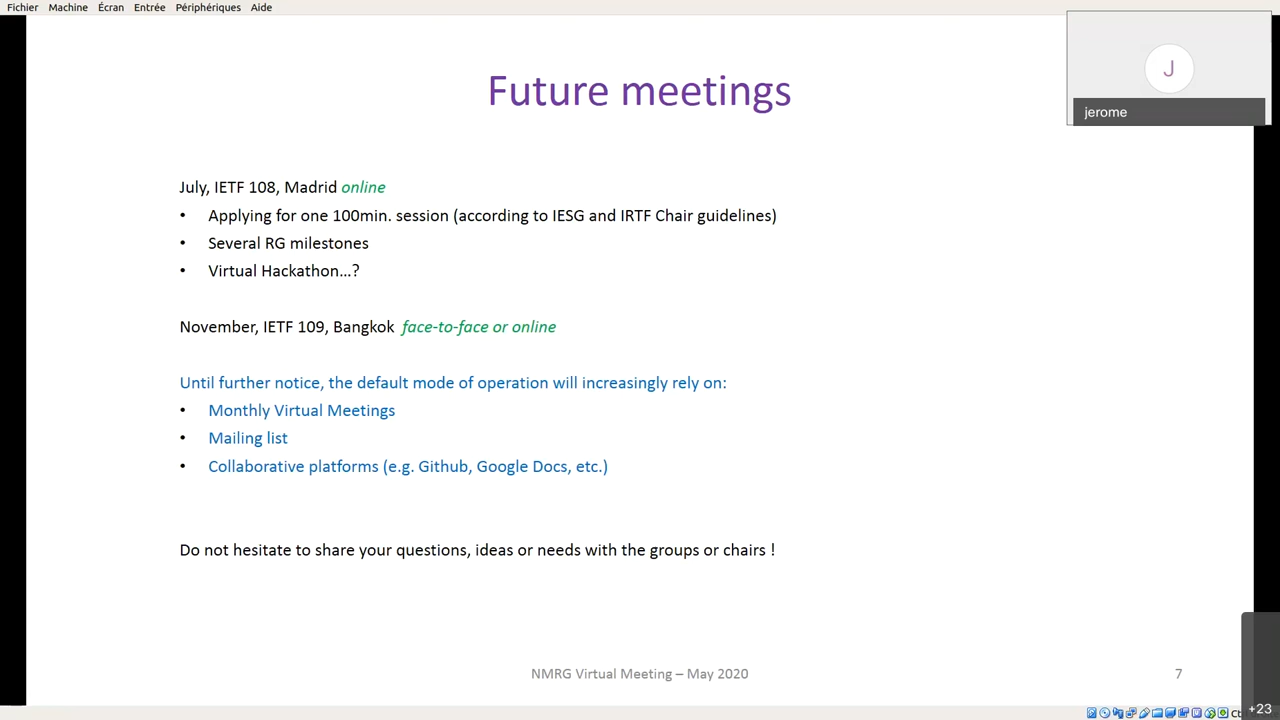 Fichier Machine Écran Entrée Périphériques Aide
J
jerome
Future meetings
July, IETF 108, Madrid online
• Applying for one 100min. session (according to IESG and IRTF Chair guidelines)
• Several RG milestones
• Virtual Hackathon...?
November, IETF 109, Bangkok face-to-face or online
Until further notice, the default mode of operation will increasingly rely on:
• Monthly Virtual Meetings
• Mailing list
• Collaborative platforms (e.g. Github, Google Docs, etc.)
Do not hesitate to share your questions, ideas or needs with the groups or chairs !
NMRG Virtual Meeting – May 2020
7
+23